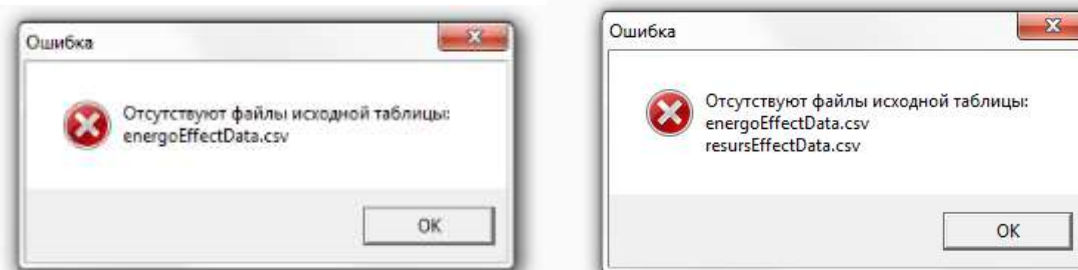 Ошибка
Отсутствуют файлы исходной таблицы:
energoEffectData.csv
OK
Ошибка
Отсутствуют файлы исходной таблицы:
energoEffectData.csv
resursEffectData.csv
OK